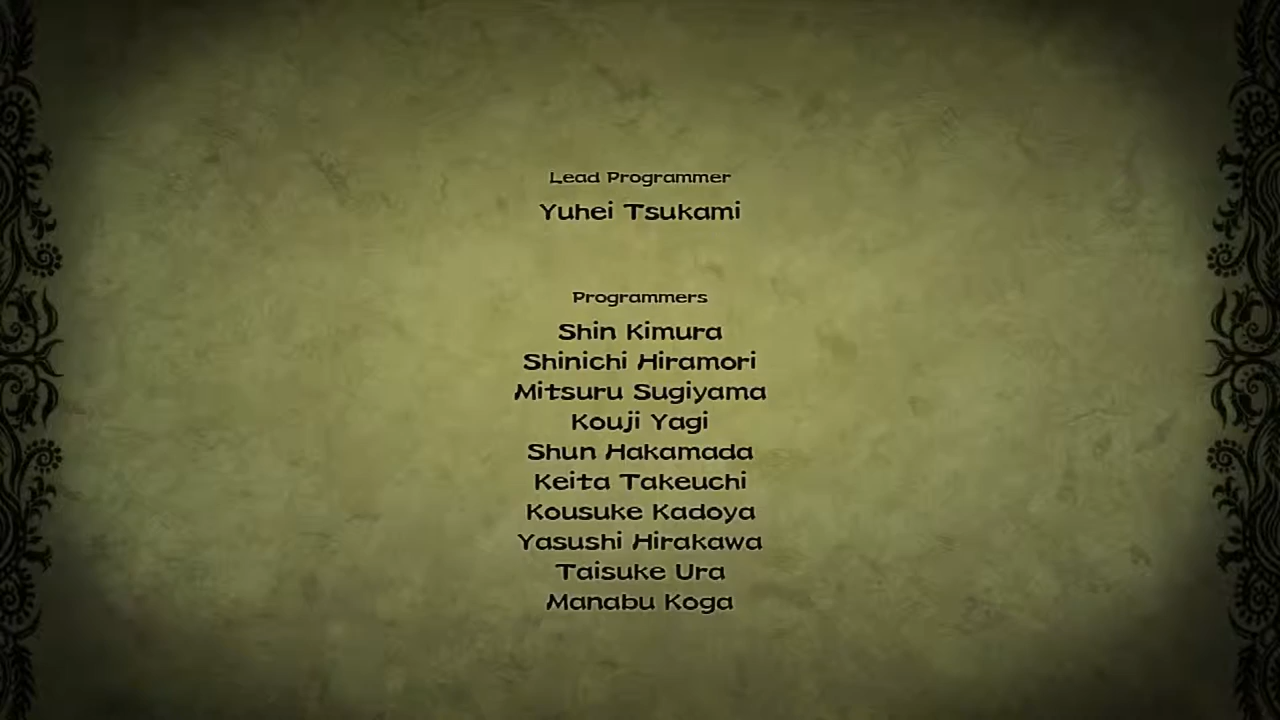 Lead Programmer
Yuhei Tsukami
Programmers
Shin Kimura
Shinichi Hiramori
Mitsuru Sugiyama
Kouji Yagi
Shun Hakamada
Keita Takeuchi
Kousuke Kadoya
Yasushi Hirakawa
Taisuke Ura
Manabu Koga